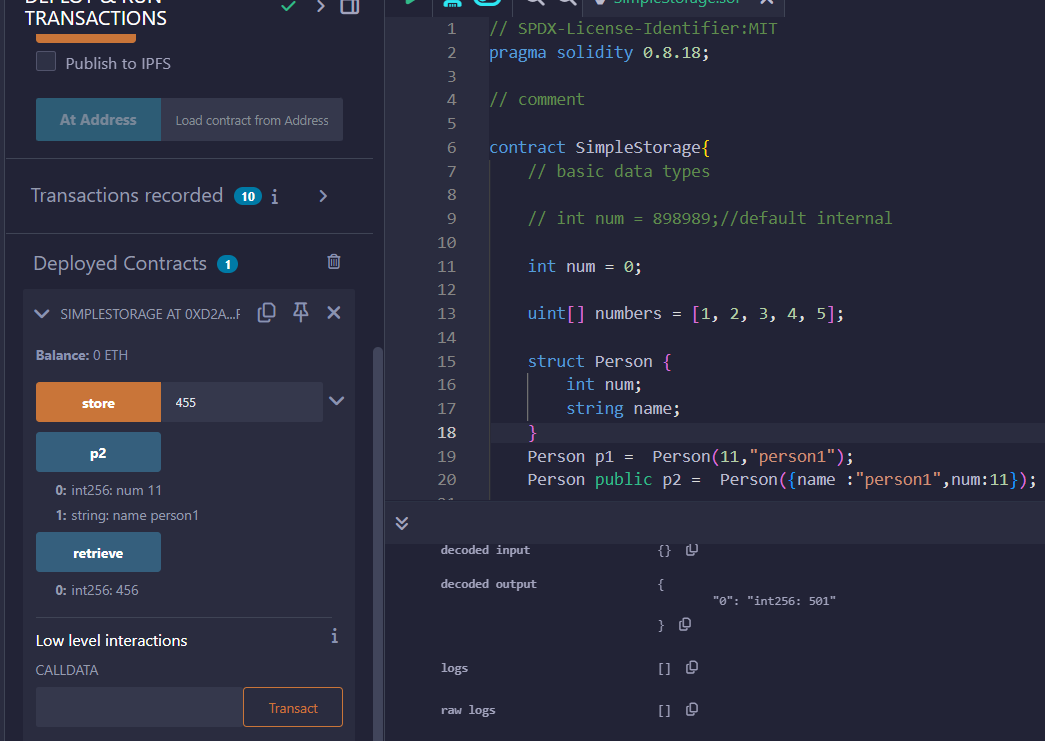 DEPLOY & RUN
TRANSACTIONS
Publish to IPFS
At Address
Load contract from Address
Transactions recorded 10 i
Deployed Contracts 1
SIMPLESTORAGE AT 0XD2A...F
Balance: 0 ETH
store
455
p2
0: int256: num 11
1: string: name person1
retrieve
0: int256: 456
Low level interactions
i
CALLDATA
Transact
SimpleStorage.sol
1 // SPDX-License-Identifier:MIT
2 pragma solidity 0.8.18;
3
4 // comment
5
6 contract SimpleStorage{
7 // basic data types
8
9 // int num = 898989;//default internal
10
11 int num = 0;
12
13 uint[] numbers = [1, 2, 3, 4, 5];
14
15 struct Person {
16 int num;
17 string name;
18 }
19 Person p1 =  Person(11,"person1");
20 Person public p2 =  Person({name :"person1",num:11});
decoded input {}
decoded output {
"0": "int256: 501"
}
logs []
raw logs []